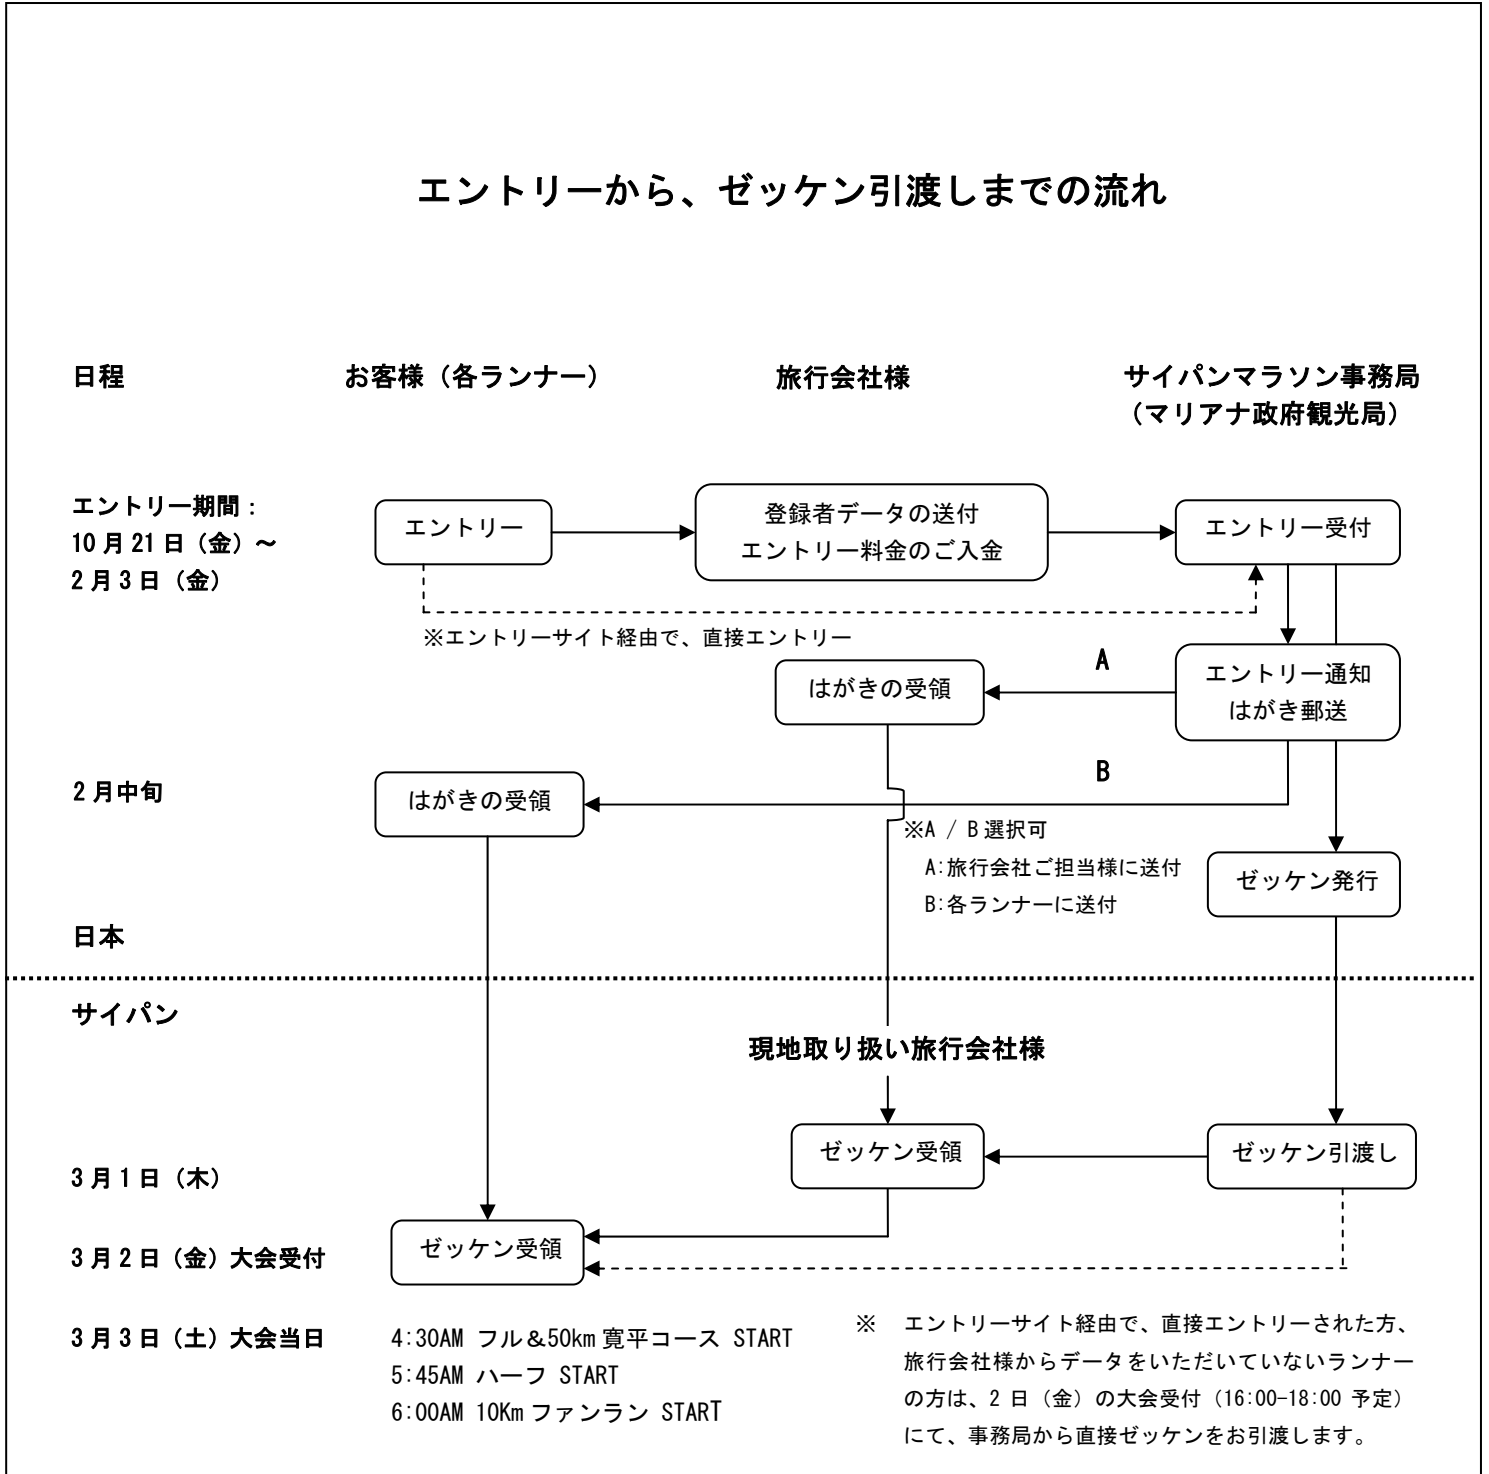 エントリーから、ゼッケン引渡しまでの流れ
日程
お客様（各ランナー）
旅行会社様
サイパンマラソン事務局
（マリアナ政府観光局）
エントリー期間：
10月21日（金）～
2月3日（金）
エントリー
登録者データの送付
エントリー料金のご入金
エントリー受付
※エントリーサイト経由で、直接エントリー
はがきの受領
A
エントリー通知
はがき郵送
2月中旬
はがきの受領
B
※A / B選択可
A:旅行会社ご担当様に送付
B:各ランナーに送付
ゼッケン発行
日本
サイパン
現地取り扱い旅行会社様
3月1日（木）
ゼッケン受領
ゼッケン引渡し
3月2日（金）大会受付
ゼッケン受領
3月3日（土）大会当日
4:30AM フル＆50km寛平コース START
5:45AM ハーフ START
6:00AM 10Kmファンラン START
※ エントリーサイト経由で、直接エントリーされた方、
旅行会社様からデータをいただいていないランナー
の方は、2日（金）の大会受付（16:00-18:00 予定）
にて、事務局から直接ゼッケンをお引渡します。